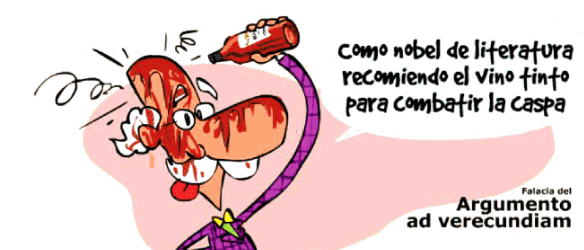 Como nobel de literatura
recomiendo el vino tinto
para combatir la caspa
Falacia del
Argumento
ad verecundiam